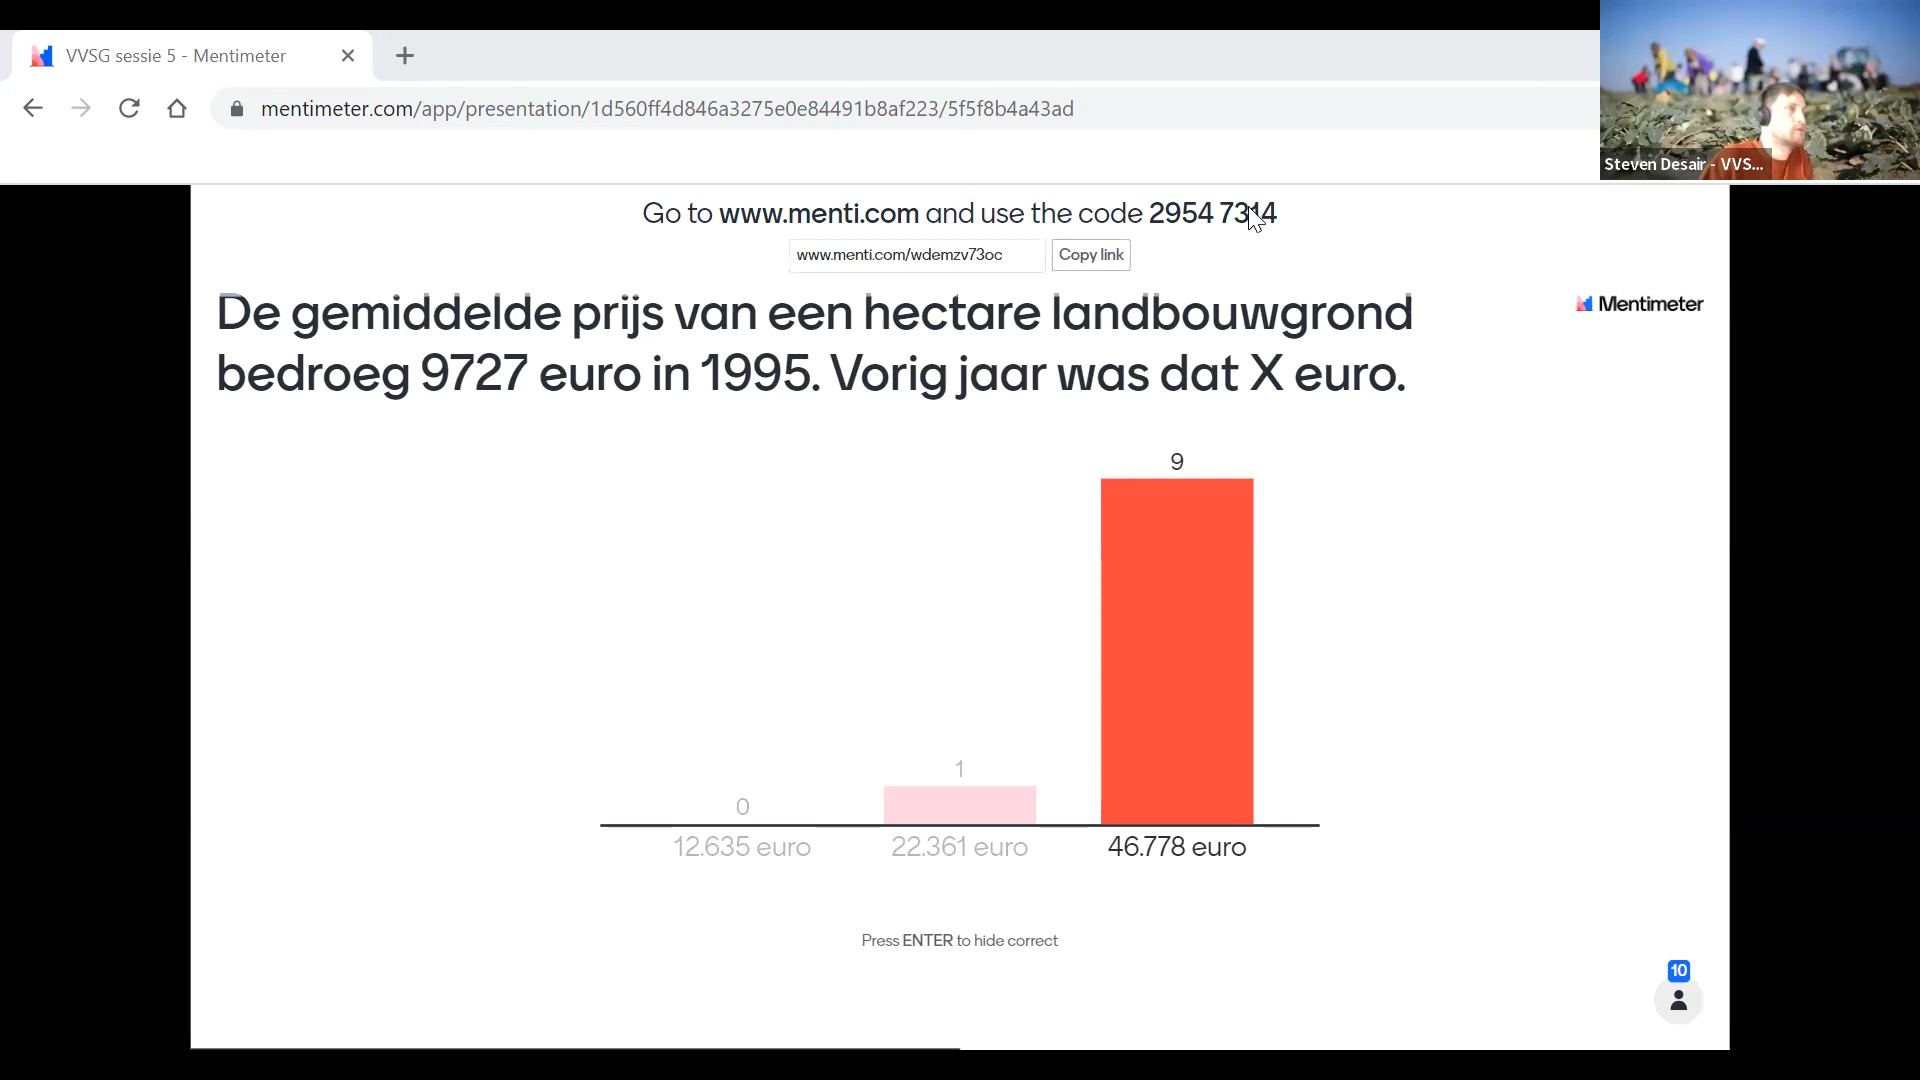 VVSG sessie 5 - Mentimeter
mentimeter.com/app/presentation/1d560ff4d846a3275e0e84491b8af223/5f5f8b4a43ad
Steven Desair - VVS...
Go to www.menti.com and use the code 2954 7314
www.menti.com/wdemzv73oc
Copy link
De gemiddelde prijs van een hectare landbouwgrond
bedroeg 9727 euro in 1995. Vorig jaar was dat X euro.
Mentimeter
9
1
0
12.635 euro
22.361 euro
46.778 euro
Press ENTER to hide correct
10